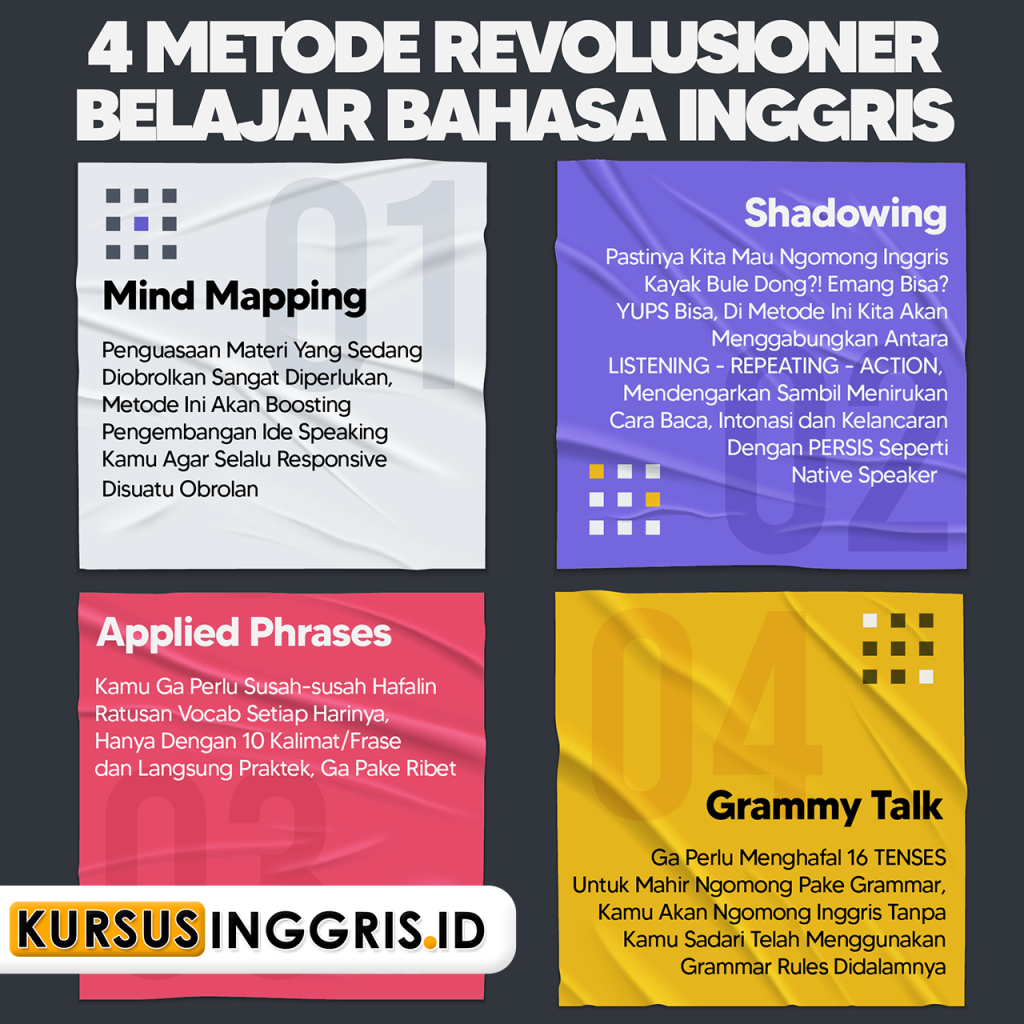 4 METODE REVOLUSIONER
BELAJAR BAHASA INGGRIS
01
Mind Mapping
Penguasaan Materi Yang Sedang
Diobrolkan Sangat Diperlukan,
Metode Ini Akan Boosting
Pengembangan Ide Speaking
Kamu Agar Selalu Responsive
Disuatu Obrolan
02
Shadowing
Pastinya Kita Mau Ngomong Inggris
Kayak Bule Dong?! Emang Bisa?
YUPS Bisa, Di Metode Ini Kita Akan
Menggabungkan Antara
LISTENING - REPEATING - ACTION,
Mendengarkan Sambil Menirukan
Cara Baca, Intonasi dan Kelancaran
Dengan PERSIS Seperti
Native Speaker
03
Applied Phrases
Kamu Ga Perlu Susah-susah Hafalin
Ratusan Vocab Setiap Harinya,
Hanya Dengan 10 Kalimat/Frase
dan Langsung Praktek, Ga Pake Ribet
04
Grammy Talk
Ga Perlu Menghafal 16 TENSES
Untuk Mahir Ngomong Pake Grammar,
Kamu Akan Ngomong Inggris Tanpa
Kamu Sadari Telah Menggunakan
Grammar Rules Didalamnya
KURSUSINGGRIS.ID